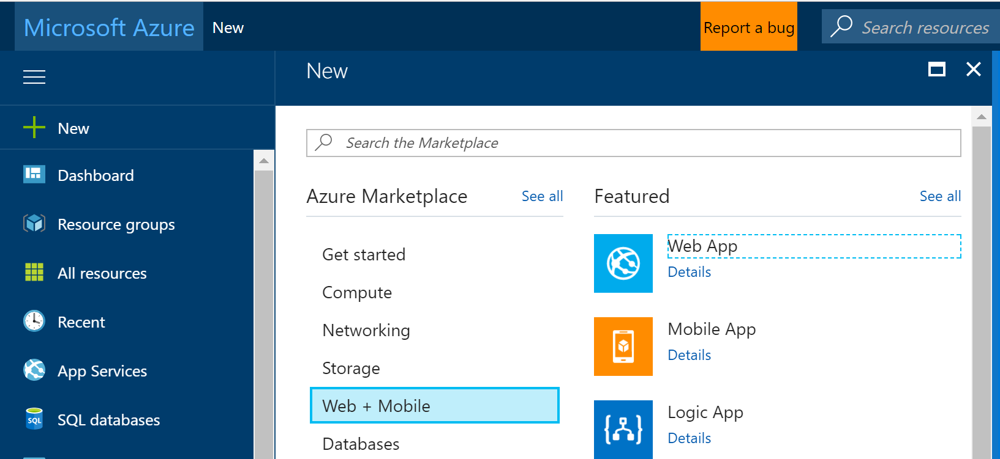 Microsoft Azure
New
Report a bug
Search resources
New
New
Dashboard
Resource groups
All resources
Recent
App Services
SQL
SQL databases
Search the Marketplace
Azure Marketplace
See all
Get started
Compute
Networking
Storage
Web + Mobile
Databases
Featured
See all
Web App
Details
Mobile App
Details
Logic App
Details